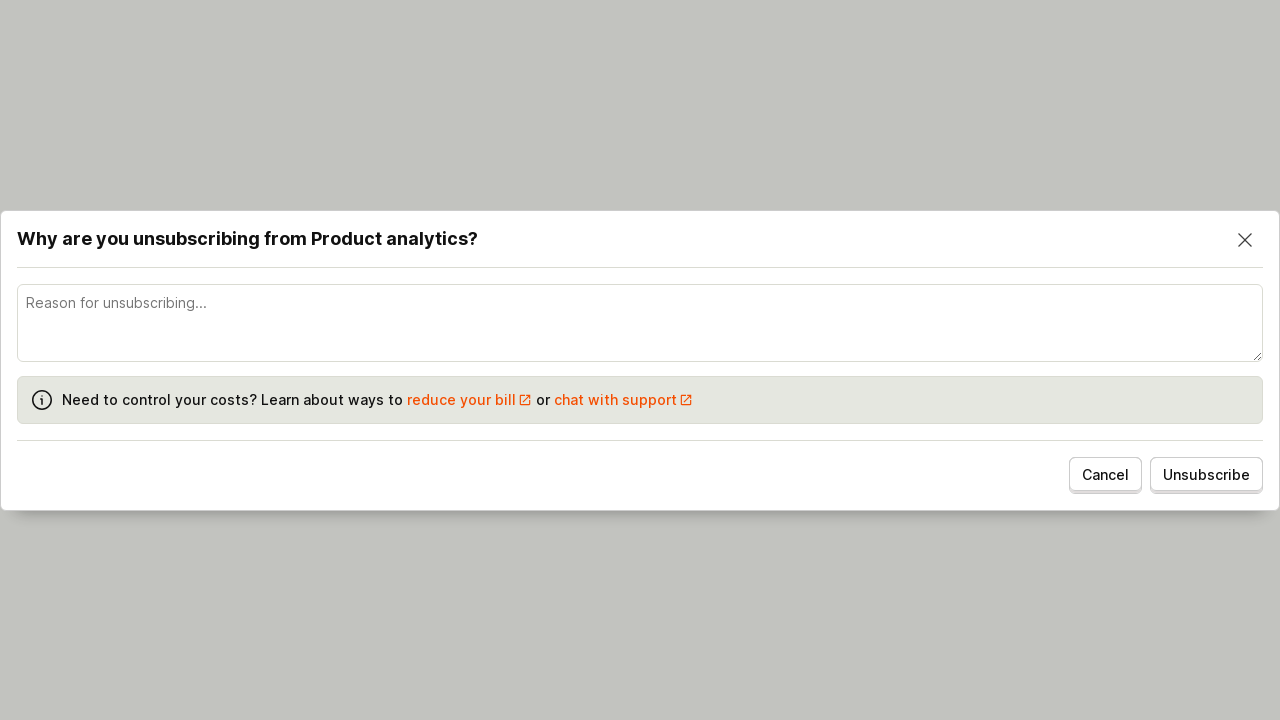 Why are you unsubscribing from Product analytics?
Reason for unsubscribing...
Need to control your costs? Learn about ways to reduce your bill or chat with support
Cancel
Unsubscribe